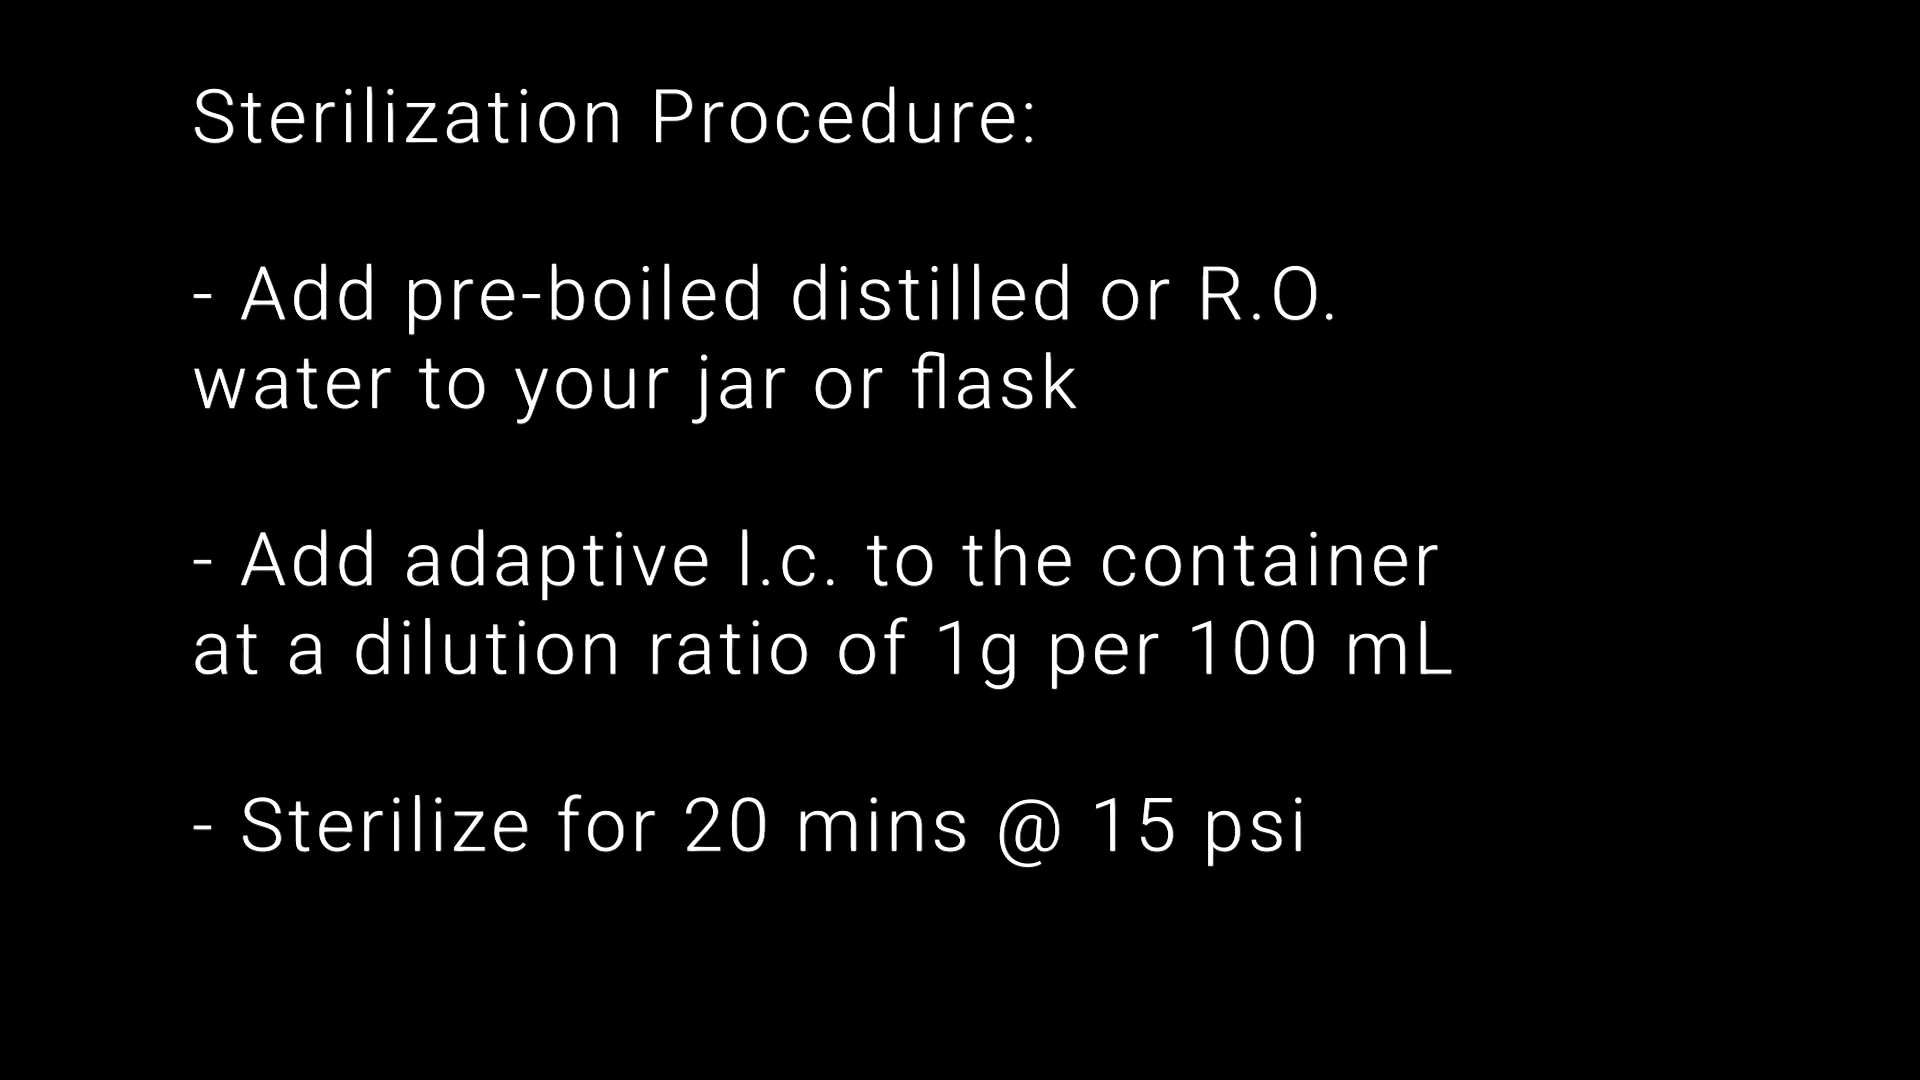 Sterilization Procedure:
- Add pre-boiled distilled or R.O.
water to your jar or flask
- Add adaptive l.c. to the container
at a dilution ratio of 1g per 100 mL
- Sterilize for 20 mins @ 15 psi